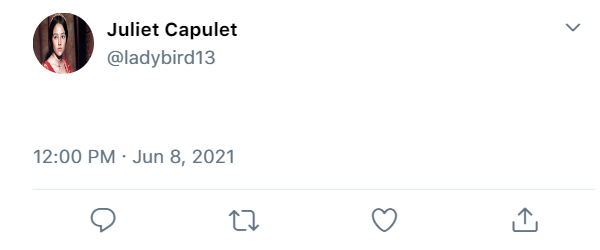 Juliet Capulet
@ladybird13
12:00 PM · Jun 8, 2021